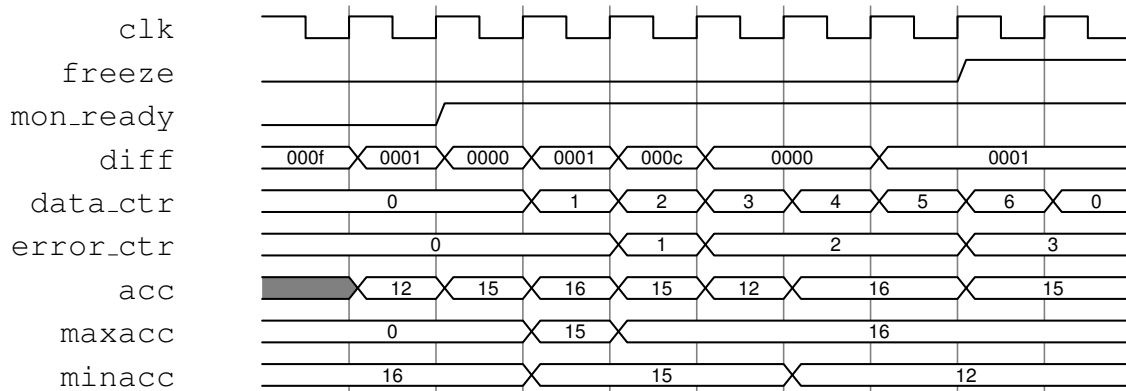 clk
freeze
mon_ready
diff 000f 0001 0000 0001 000c 0000 0001
data_ctr 0 1 2 3 4 5 6 0
error_ctr 0 1 2 3
acc 12 15 16 15 12 16 15
maxacc 0 15 16
minacc 16 15 12